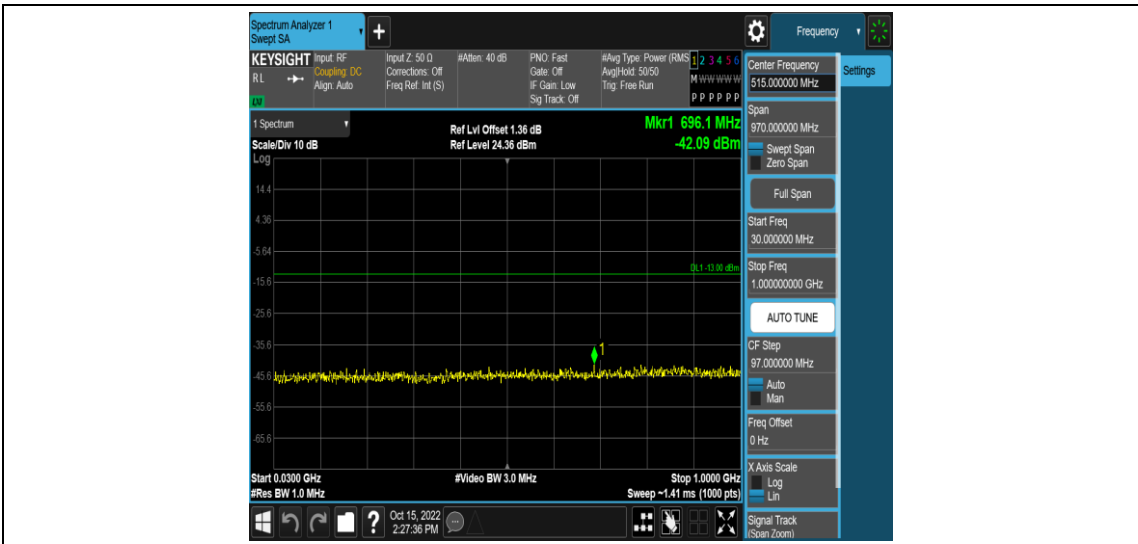 Spectrum Analyzer 1
Swept SA
+
Frequency
KEYSIGHT
RL
LXI
Input: RF
Coupling: DC
Align: Auto
Input Z: 50 Ω
Corrections: Off
Freq Ref: Int (S)
#Atten: 40 dB
PNO: Fast
Gate: Off
IF Gain: Low
Sig Track: Off
#Avg Type: Power (RMS
Avg|Hold: 50/50
Trig: Free Run
1 2 3 4 5 6
M W W W W W
P P P P P P
1 Spectrum
Scale/Div 10 dB
Ref Lvl Offset 1.36 dB
Ref Level 24.36 dBm
Mkr1 696.1 MHz
-42.09 dBm
Log
14.4
4.36
-5.64
DL1 -13.00 dBm
-15.6
-25.6
-35.6
1
-45.6
-55.6
-65.6
Start 0.0300 GHz
#Res BW 1.0 MHz
#Video BW 3.0 MHz
Stop 1.0000 GHz
Sweep ~1.41 ms (1000 pts)
?
Oct 15, 2022
2:27:36 PM
Center Frequency
515.000000 MHz
Settings
Span
970.000000 MHz
Swept Span
Zero Span
Full Span
Start Freq
30.000000 MHz
Stop Freq
1.000000000 GHz
AUTO TUNE
CF Step
97.000000 MHz
Auto
Man
Freq Offset
0 Hz
X Axis Scale
Log
Lin
Signal Track
(Span Zoom)